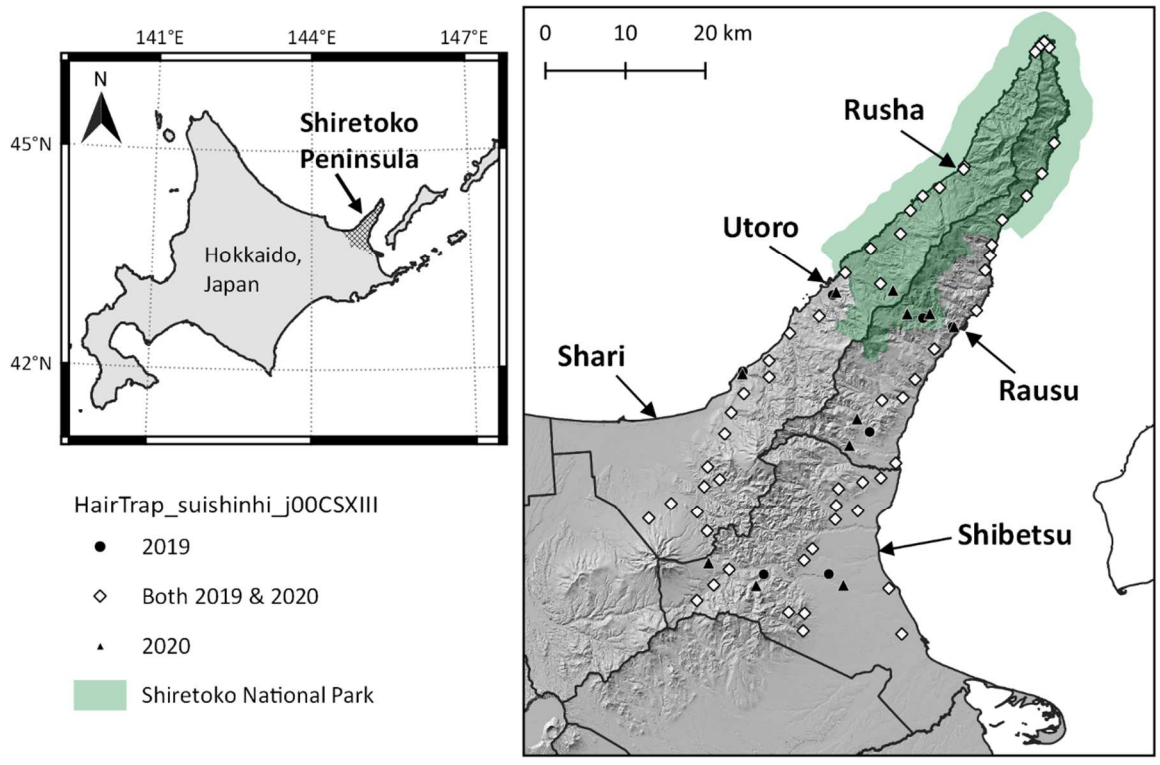 141°E 144°E 147°E
N
45°N
42°N
Shiretoko
Peninsula
Hokkaido,
Japan
HairTrap_suishinhi_j00CSXIII
2019
Both 2019 & 2020
2020
Shiretoko National Park
0 10 20 km
Rusha
Utoro
Shari
Rausu
Shibetsu